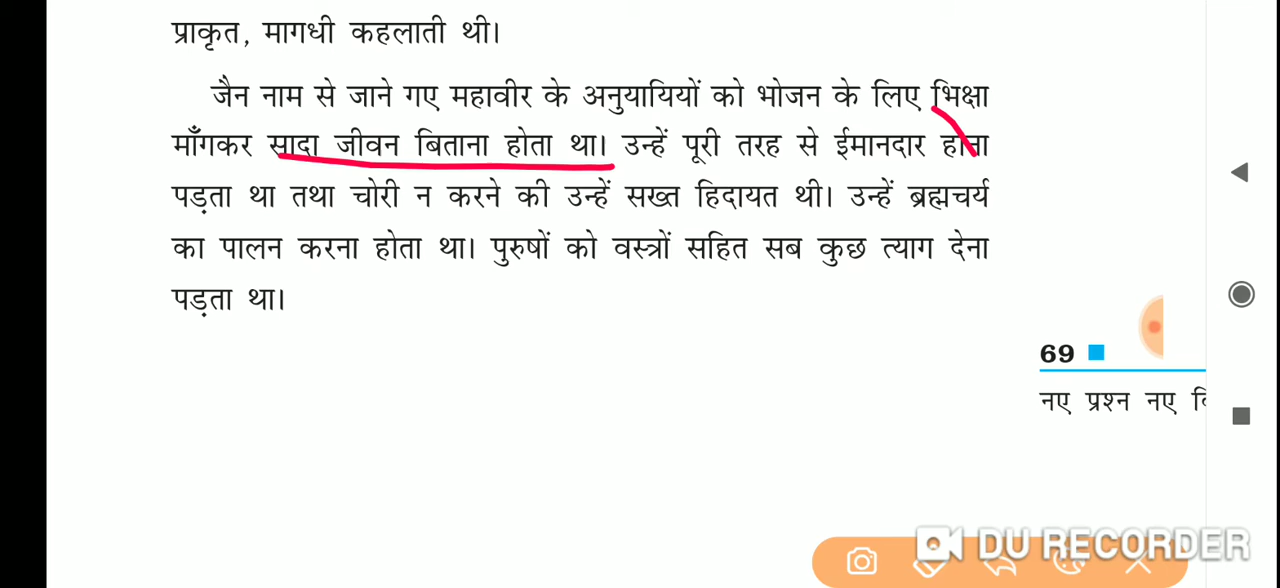 प्राकृत, मागधी कहलाती थी।
जैन नाम से जाने गए महावीर के अनुयायियों को भोजन के लिए भिक्षा
माँगकर सादा जीवन बिताना होता था। उन्हें पूरी तरह से ईमानदार होना
पड़ता था तथा चोरी न करने की उन्हें सख्त हिदायत थी। उन्हें ब्रह्मचर्य
का पालन करना होता था। पुरुषों को वस्त्रों सहित सब कुछ त्याग देना
पड़ता था।
69
नए प्रश्न नए
DU RECORDER